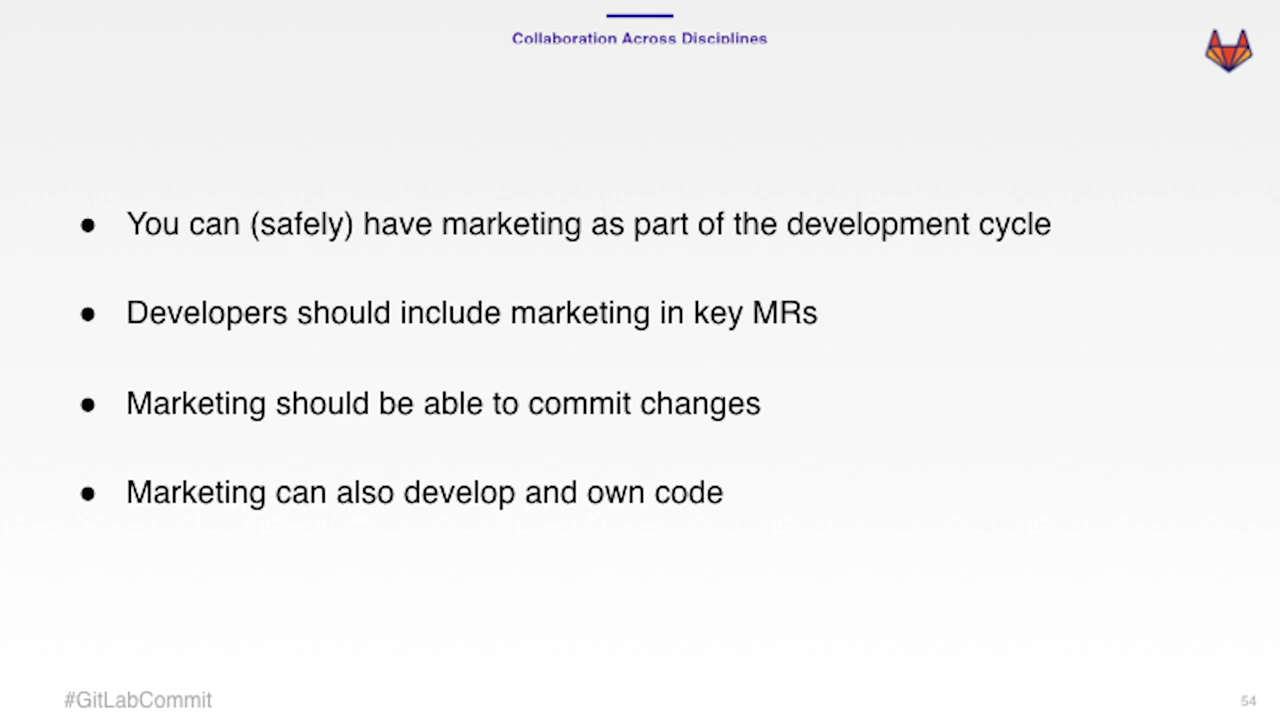 Collaboration Across Disciplines
● You can (safely) have marketing as part of the development cycle
● Developers should include marketing in key MRs
● Marketing should be able to commit changes
● Marketing can also develop and own code
#GitLabCommit
54